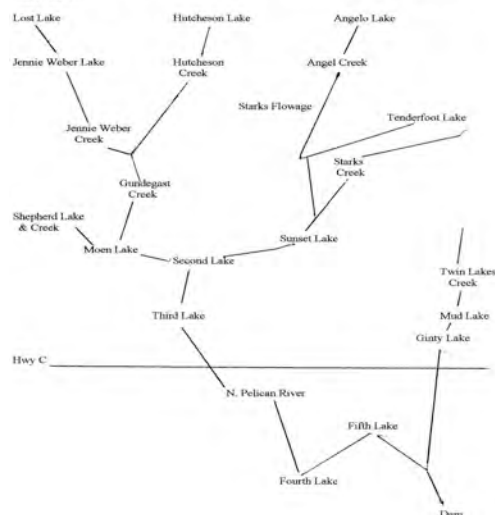 Lost Lake
Hutcheson Lake
Angelo Lake
Jennie Weber Lake
Hutcheson
Creek
Angel Creek
Starks Flowage
Tenderfoot Lake
Jennie Weber
Creek
Starks
Creek
Gundegast
Creek
Shepherd Lake
& Creek
Moen Lake
Second Lake
Sunset Lake
Twin Lakes
Creek
Third Lake
Mud Lake
Ginty Lake
Hwy C
N. Pelican River
Fifth Lake
Fourth Lake